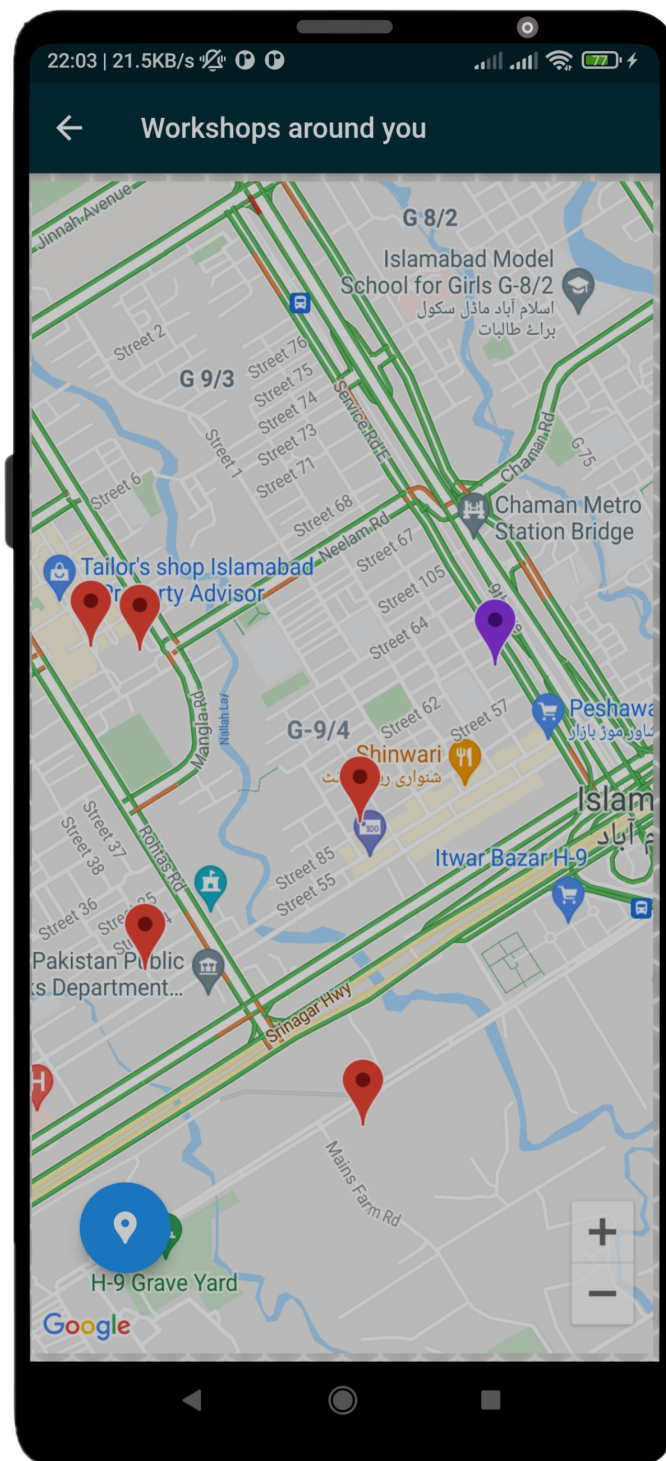 22:03 | 21.5KB/s
77
Workshops around you
Jinnah Avenue
G 8/2
Islamabad Model
School for Girls G-8/2
اسلام آباد ماڈل سکول
برائے طالبات
Street 2
G 9/3
Street 76
Street 75
Street 74
Street 73
Street 71
Street 1
Service Rd E
Chaman Rd
G 75
Street 6
Street 68
Neelam Rd
Chaman Metro
Station Bridge
Street 67
Tailor's shop Islamabad
Advisor
Street 105
Street 64
Mangla Rd
Nallah Lai
G-9/4
Street 62
Street 57
Shinwari
شنواری
100
Islam
آباد
Itwar Bazar H-9
Street 37
Street 38
Rohtas Rd
Street 85
Street 55
Street 36
Pakistan Public
Department...
Srinagar Hwy
H
Mains Farm Rd
+
H-9 Grave Yard
−
Google